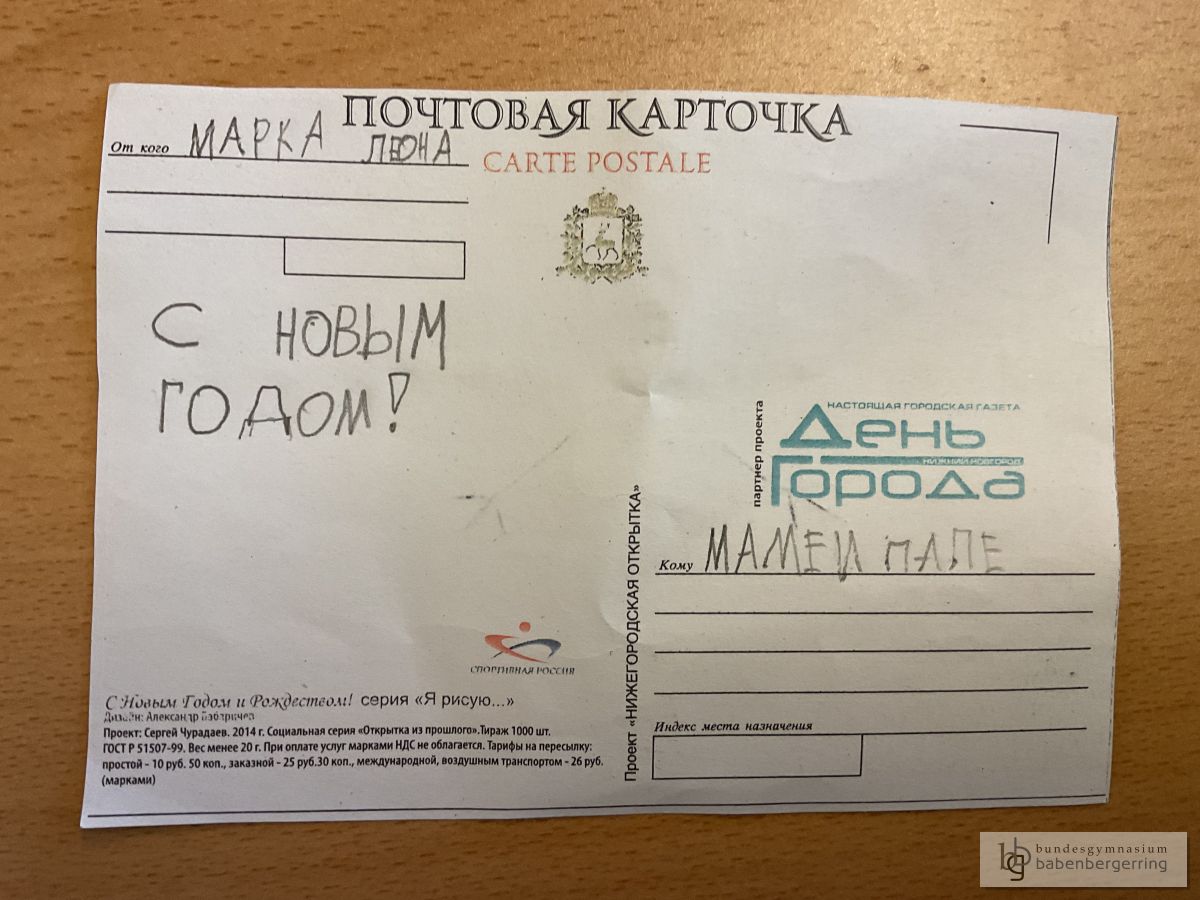 ПОЧТОВАЯ КАРТОЧКА
CARTE POSTALE
От кого МАРКА ЛЕОНА
С НОВЫМ
ГОДОМ!
партнер проекта
НАСТОЯЩАЯ ГОРОДСКАЯ ГАЗЕТА
День
НИЖНИЙ НОВГОРОД
Города
Проект «НИЖЕГОРОДСКАЯ ОТКРЫТКА»
Кому МАМЕ И ПАПЕ
Индекс места назначения
СПОРТИВНАЯ РОССИЯ
С Новым Годом и Рождеством! серия «Я рисую...»
Дизайн: Александр
Проект: Сергей Чурадаев. 2014 г. Социальная серия «Открытка из прошлого».Тираж 1000 шт.
ГОСТ Р 51507-99. Вес менее 20 г. При оплате услуг марками НДС не облагается. Тарифы на пересылку:
простой – 10 руб. 50 коп., заказной – 25 руб.30 коп., международной, воздушным транспортом – 26 руб.
(марками)
bundesgymnasium
babenbergerring